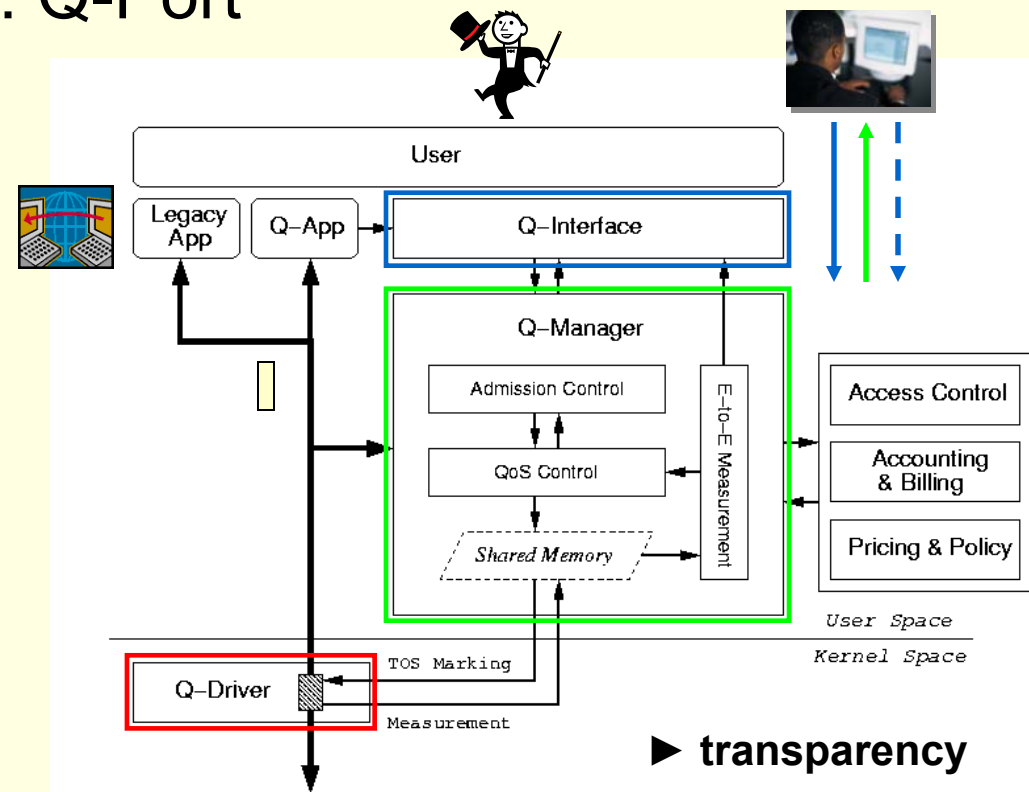 : Q-Port
User
Legacy
App
Q–App
Q–Interface
Q–Manager
Admission Control
QoS Control
Shared Memory
E–to–E Measurement
Access Control
Accounting
& Billing
Pricing & Policy
User Space
Kernel Space
TOS Marking
Q–Driver
Measurement
► transparency